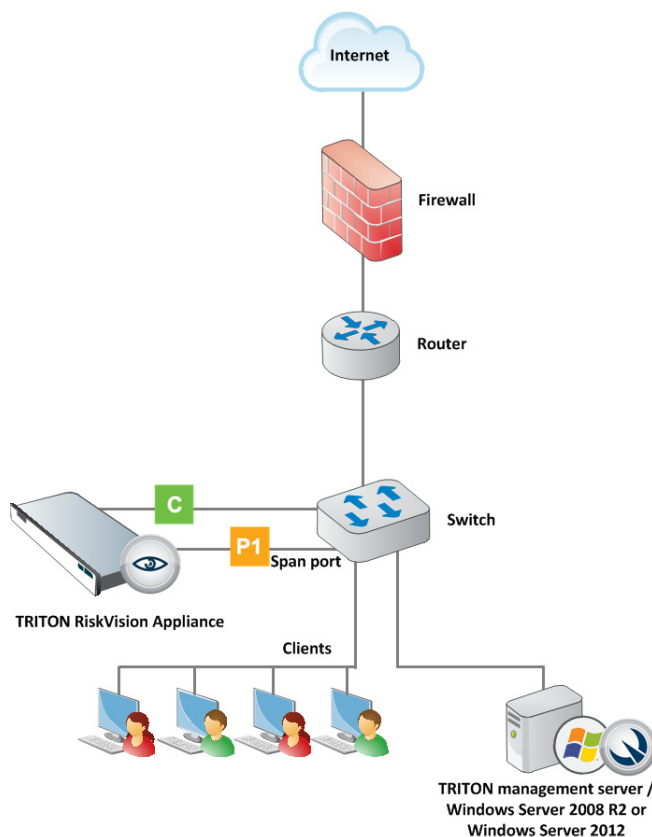 Internet
Firewall
Router
C
Switch
P1
Span port
TRITON RiskVision Appliance
Clients
TRITON management server /
Windows Server 2008 R2 or
Windows Server 2012